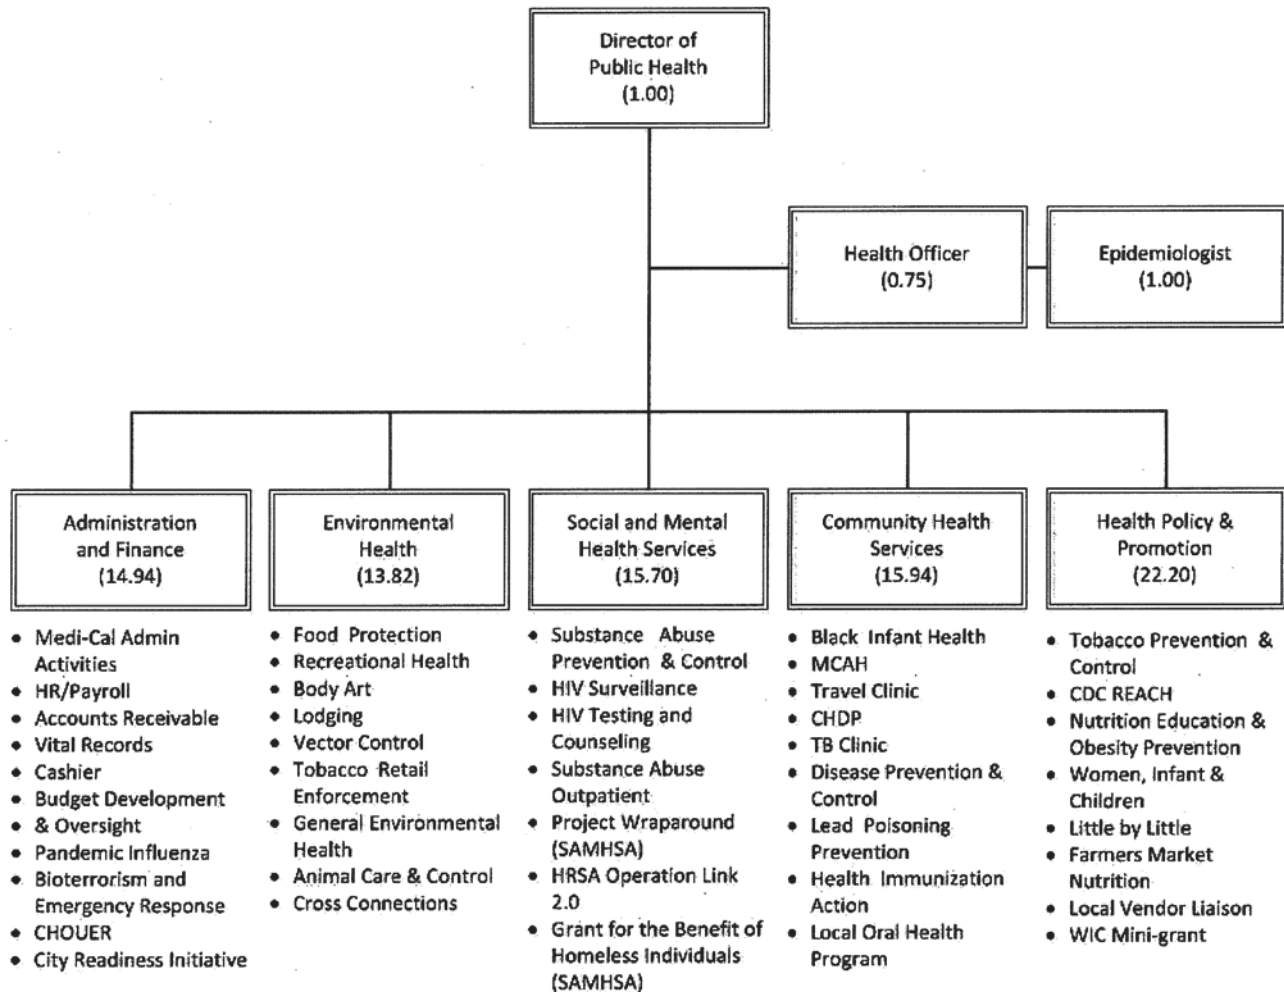 Director of
Public Health
(1.00)
Health Officer
(0.75)
Epidemiologist
(1.00)
Administration
and Finance
(14.94)
• Medi-Cal Admin
Activities
• HR/Payroll
• Accounts Receivable
• Vital Records
• Cashier
• Budget Development
• & Oversight
• Pandemic Influenza
• Bioterrorism and
Emergency Response
• CHOUER
• City Readiness Initiative
Environmental
Health
(13.82)
• Food Protection
• Recreational Health
• Body Art
• Lodging
• Vector Control
• Tobacco Retail
Enforcement
• General Environmental
Health
• Animal Care & Control
• Cross Connections
Social and Mental
Health Services
(15.70)
• Substance Abuse
Prevention & Control
• HIV Surveillance
• HIV Testing and
Counseling
• Substance Abuse
Outpatient
• Project Wraparound
(SAMHSA)
• HRSA Operation Link
2.0
• Grant for the Benefit of
Homeless Individuals
(SAMHSA)
Community Health
Services
(15.94)
• Black Infant Health
• MCAH
• Travel Clinic
• CHDP
• TB Clinic
• Disease Prevention &
Control
• Lead Poisoning
Prevention
• Health Immunization
Action
• Local Oral Health
Program
Health Policy &
Promotion
(22.20)
• Tobacco Prevention &
Control
• CDC REACH
• Nutrition Education &
Obesity Prevention
• Women, Infant &
Children
• Little by Little
• Farmers Market
Nutrition
• Local Vendor Liaison
• WIC Mini-grant